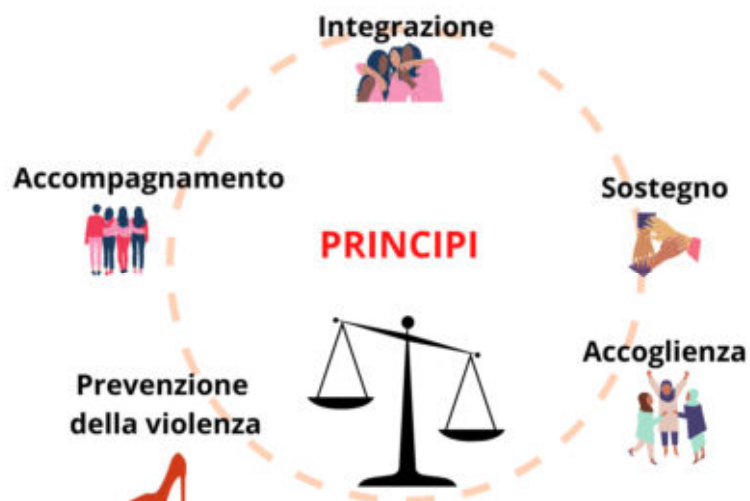 Integrazione
Accompagnamento
Sostegno
PRINCIPI
Accoglienza
Prevenzione
della violenza